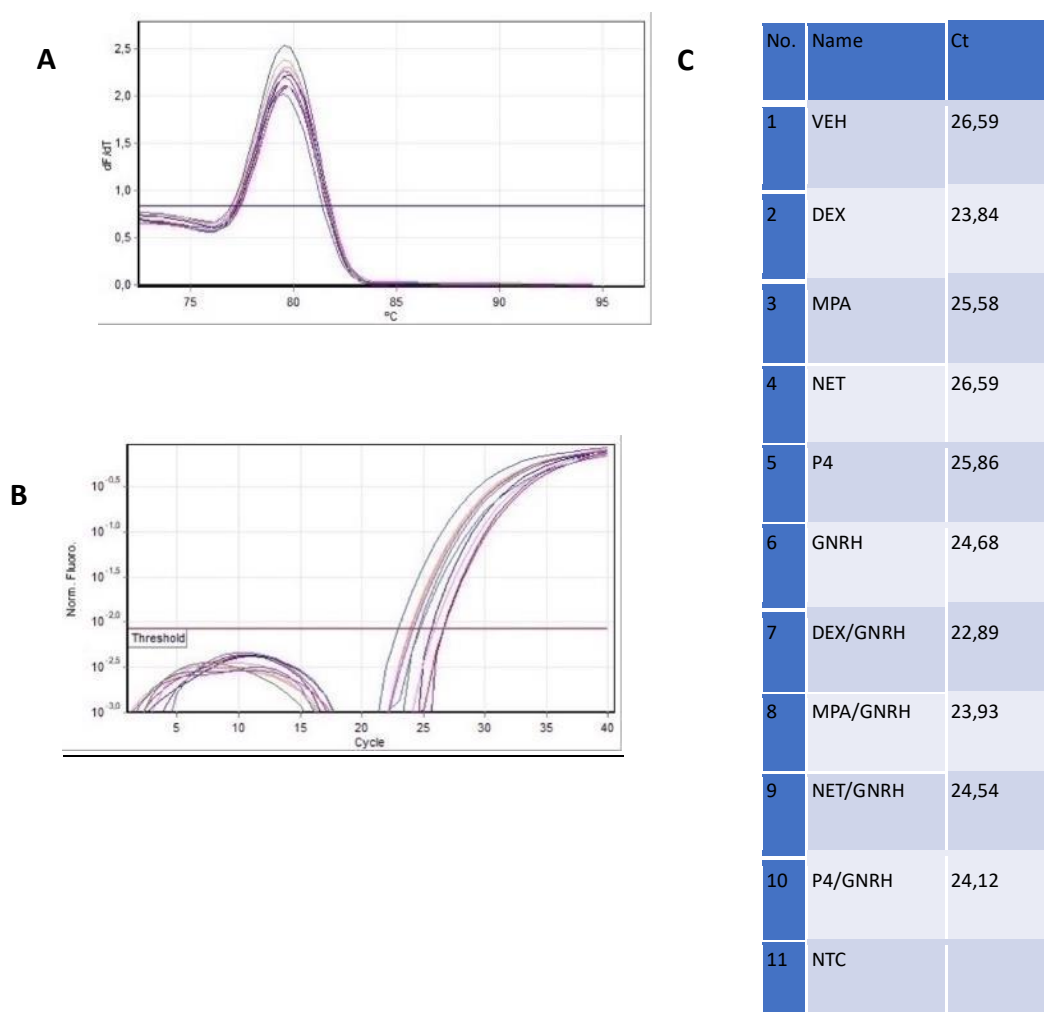 A
2,5
2,0
1,5
1,0
0,5
0,0
dF/dT
75 80 85 90 95
ºC
B
10^-0,5
10^-1,0
10^-1,5
10^-2,0
10^-2,5
10^-3,0
Norm. Fluoro.
Threshold
5 10 15 20 25 30 35 40
Cycle
C
No. Name Ct
1 VEH 26,59
2 DEX 23,84
3 MPA 25,58
4 NET 26,59
5 P4 25,86
6 GNRH 24,68
7 DEX/GNRH 22,89
8 MPA/GNRH 23,93
9 NET/GNRH 24,54
10 P4/GNRH 24,12
11 NTC